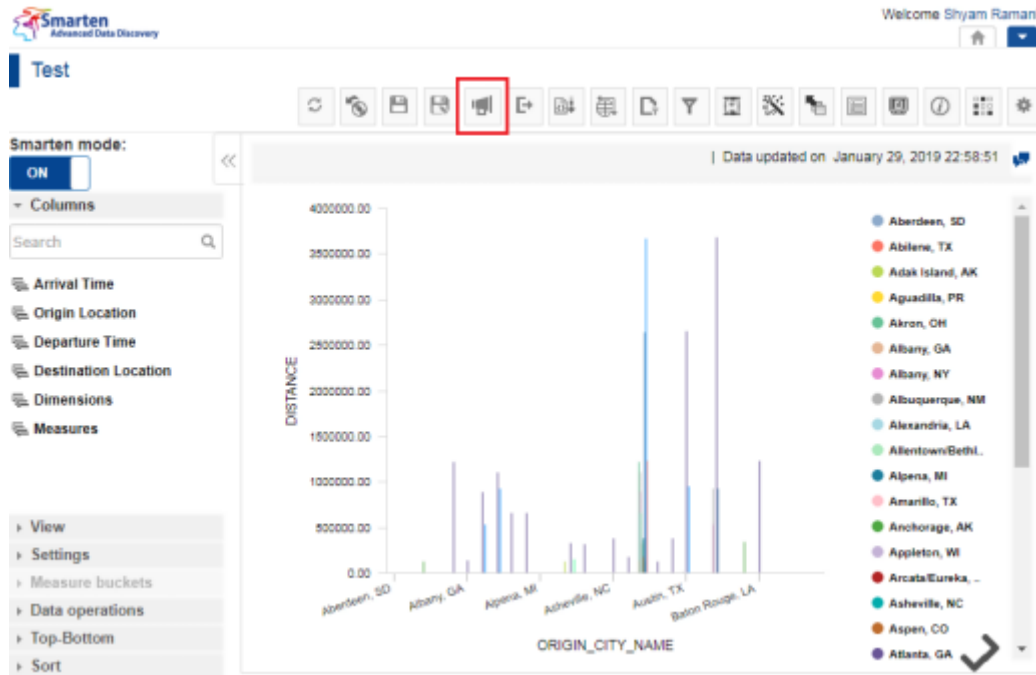 Smarten
Advanced Data Discovery
Welcome Shyam Raman
Test
Smarten mode:
ON
| Data updated on January 29, 2019 22:58:51
Columns
Search
Arrival Time
Origin Location
Departure Time
Destination Location
Dimensions
Measures
View
Settings
Measure buckets
Data operations
Top-Bottom
Sort
DISTANCE
4000000.00
3500000.00
3000000.00
2500000.00
2000000.00
1500000.00
1000000.00
500000.00
0.00
Aberdeen, SD
Albany, GA
Alpena, MI
Asheville, NC
Austin, TX
Baton Rouge, LA
ORIGIN_CITY_NAME
Aberdeen, SD
Abilene, TX
Adak Island, AK
Aguadilla, PR
Akron, OH
Albany, GA
Albany, NY
Albuquerque, NM
Alexandria, LA
Allentown/Bethl..
Alpena, MI
Amarillo, TX
Anchorage, AK
Appleton, WI
Arcata/Eureka, ..
Asheville, NC
Aspen, CO
Atlanta, GA